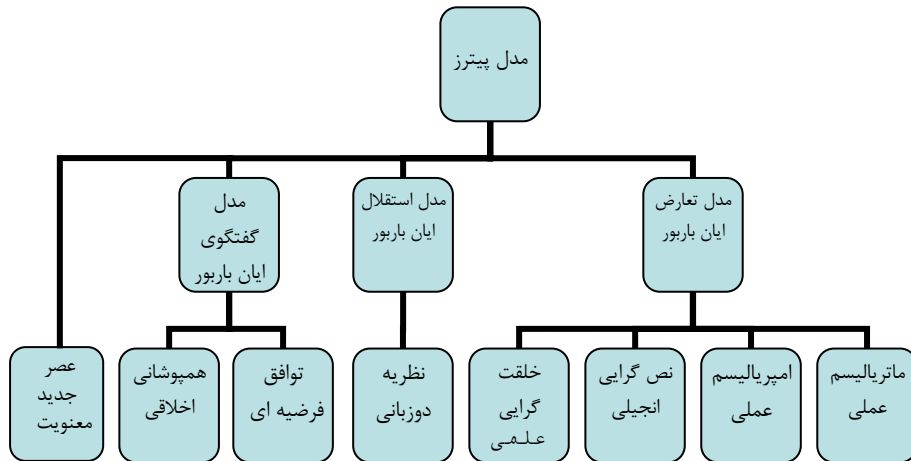 مدل پیترز
مدل تعارض
ایان باربور
مدل استقلال
ایان باربور
مدل
گفتگوی
ایان باربور
ماتریالیسم
عملی
امپریالیسم
عملی
نص گرایی
انجیلی
خلقت
گرایی
علمی
نظریه
دوزبانی
توافق
فرضیه ای
همپوشانی
اخلاقی
عصر
جدید
معنویت